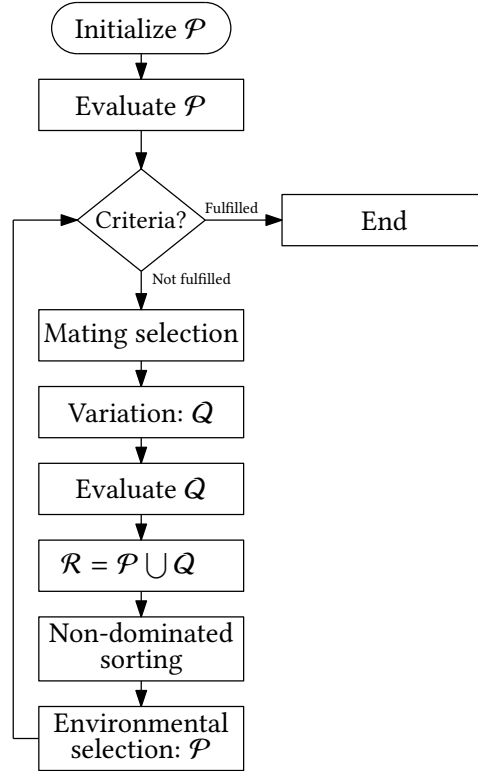 Initialize 𝒫
Evaluate 𝒫
Criteria?
Fulfilled
End
Not fulfilled
Mating selection
Variation: 𝒬
Evaluate 𝒬
ℛ = 𝒫 ⋃ 𝒬
Non-dominated
sorting
Environmental
selection: 𝒫